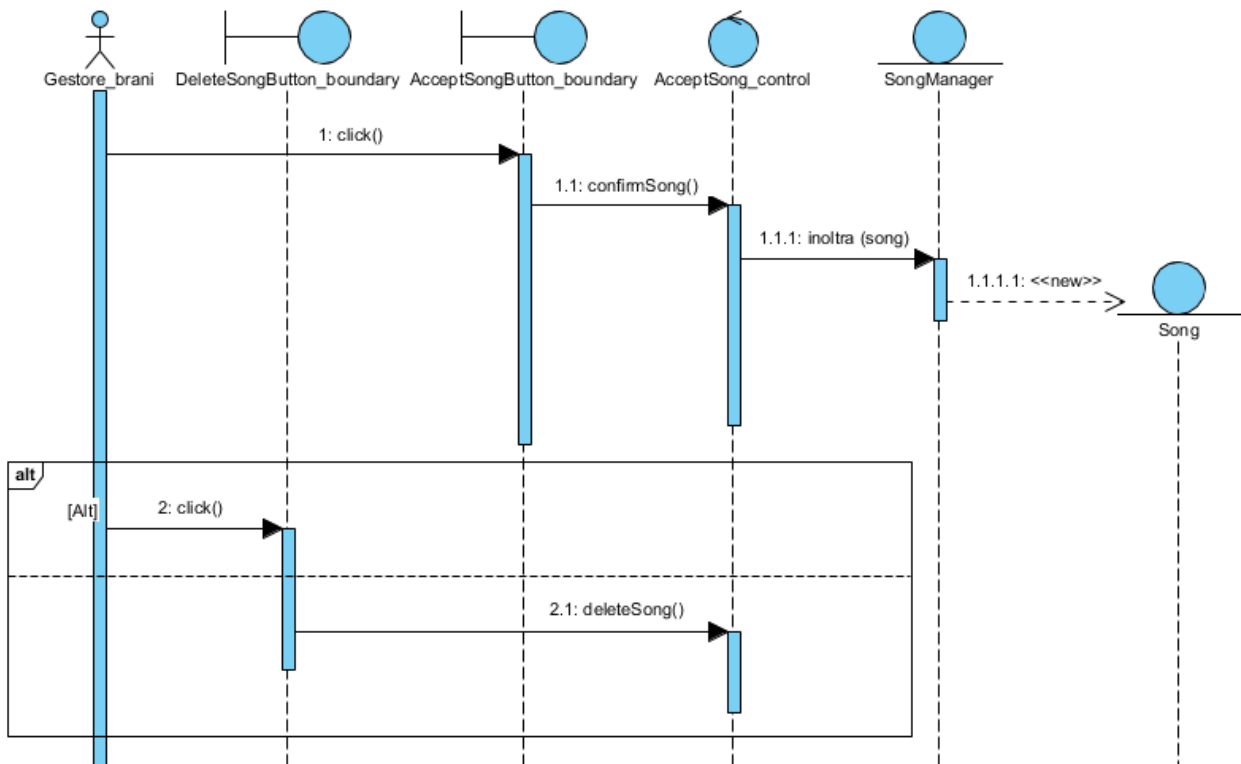 Gestore_brani
DeleteSongButton_boundary
AcceptSongButton_boundary
AcceptSong_control
SongManager
1: click()
1.1: confirmSong()
1.1.1: inoltra (song)
1.1.1.1: <<new>>
Song
alt
[Alt]
2: click()
2.1: deleteSong()